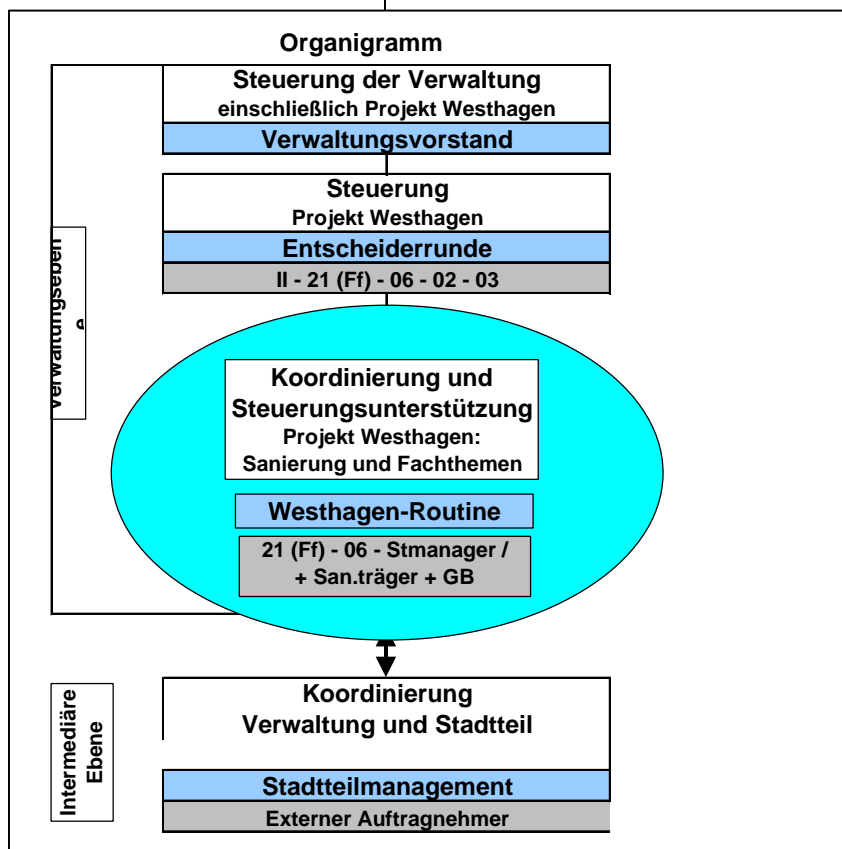 Organigramm
Steuerung der Verwaltung
einschließlich Projekt Westhagen
Verwaltungsvorstand
Steuerung
Projekt Westhagen
Entscheiderrunde
II - 21 (Ff) - 06 - 02 - 03
Verwaltungseben
e
Koordinierung und
Steuerungsunterstützung
Projekt Westhagen:
Sanierung und Fachthemen
Westhagen-Routine
21 (Ff) - 06 - Stmanager /
+ San.träger + GB
Intermediäre
Ebene
Koordinierung
Verwaltung und Stadtteil
Stadtteilmanagement
Externer Auftragnehmer